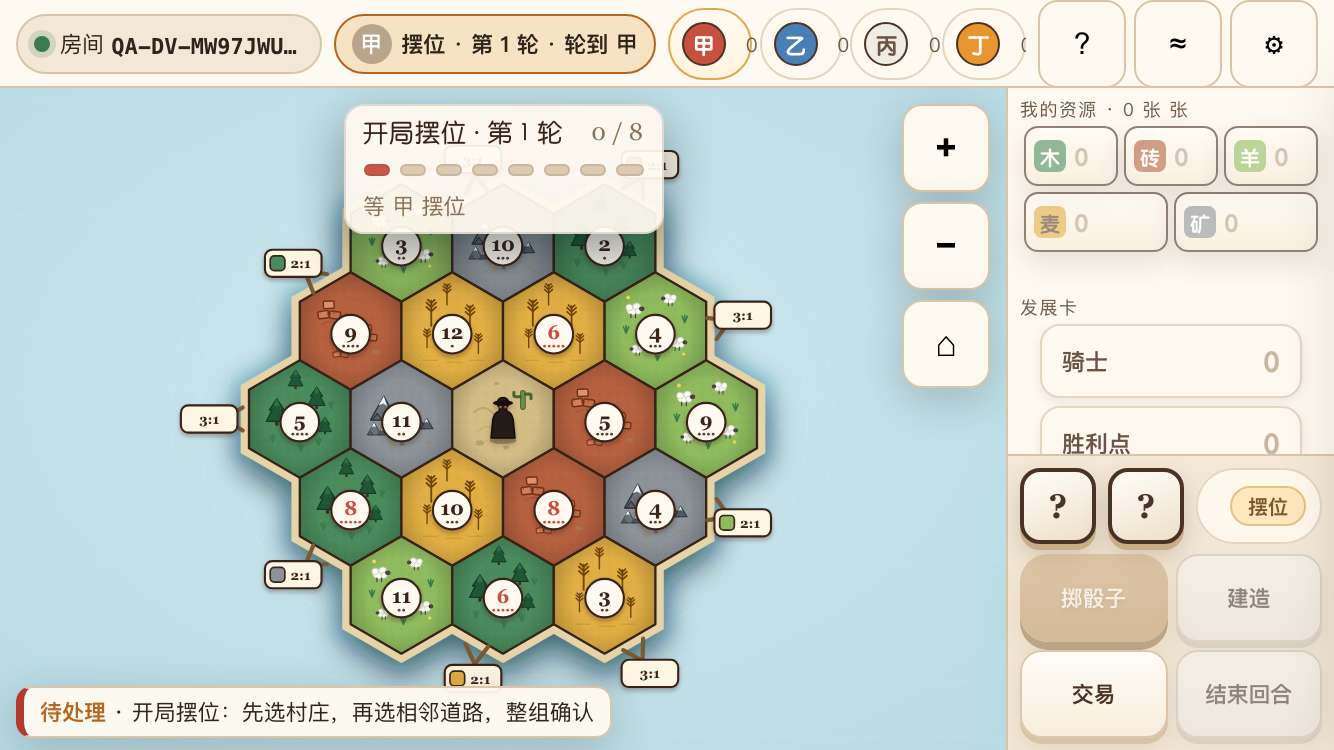 房间 QA-DV-MW97JWU…
甲 摆位 · 第 1 轮 · 轮到 甲
甲 0
乙 0
丙 0
丁
? ≈ ⚙
开局摆位 · 第 1 轮 0 / 8
等 甲 摆位
3:1
2:1
3 10 2
2:1
9 12 6 4
3:1
3:1
5 11 5 9
8 10 8 4
2:1
2:1
11 6 3
2:1
3:1
+
−
⌂
待处理 · 开局摆位：先选村庄，再选相邻道路，整组确认
我的资源 · 0 张 张
木 0
砖 0
羊 0
麦 0
矿 0
发展卡
骑士 0
胜利点 0
? ? 摆位
掷骰子 建造
交易 结束回合